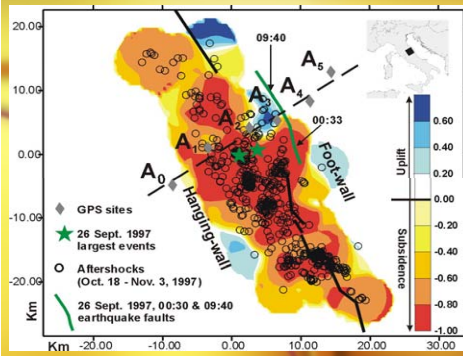 20.00
10.00
0.00
-10.00
-20.00
Km
Km
-20.00
-10.00
0.00
10.00
20.00
30.00
09:40
00:33
A0
A1
A2
A3
A4
A5
Foot-wall
Hanging-wall
GPS sites
26 Sept. 1997
largest events
Aftershocks
(Oct. 18 - Nov. 3, 1997)
26 Sept. 1997, 00:30 & 09:40
earthquake faults
Uplift
Subsidence
0.60
0.40
0.20
0.00
-0.20
-0.40
-0.60
-0.80
-1.00